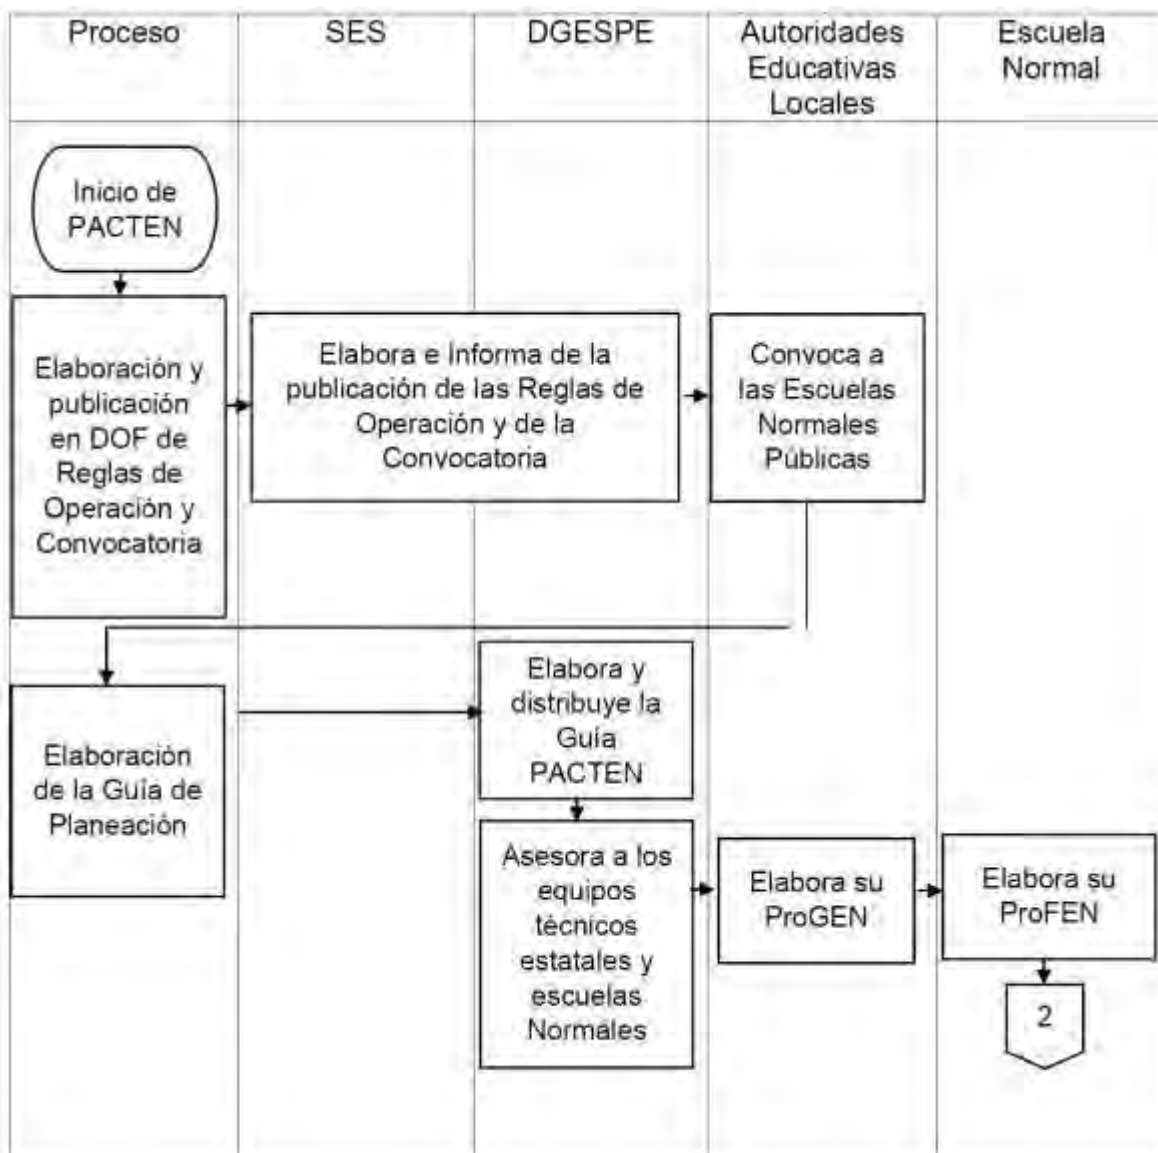 Proceso
SES
DGESPE
Autoridades
Educativas
Locales
Escuela
Normal
Inicio de
PACTEN
Elaboración y
publicación
en DOF de
Reglas de
Operación y
Convocatoria
Elabora e Informa de la
publicación de las Reglas de
Operación y de la
Convocatoria
Convoca a
las Escuelas
Normales
Públicas
Elaboración
de la Guía de
Planeación
Elabora y
distribuye la
Guía
PACTEN
Asesora a los
equipos
técnicos
estatales y
escuelas
Normales
Elabora su
ProGEN
Elabora su
ProFEN
2